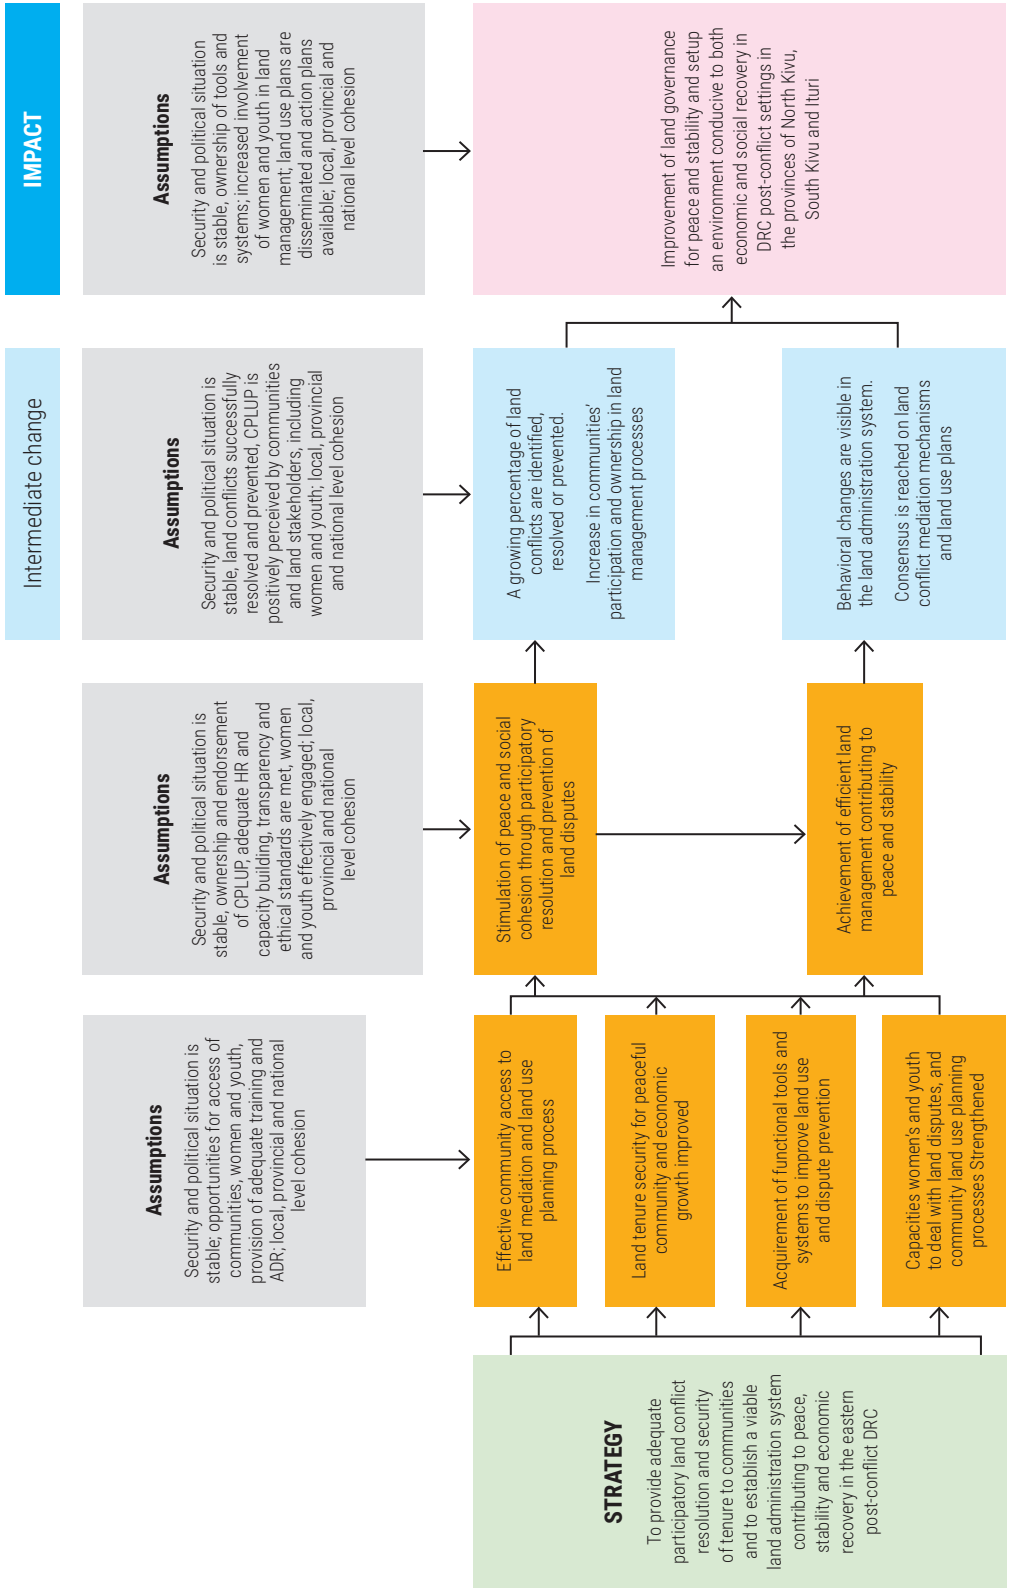 Intermediate change
IMPACT
Assumptions
Security and political situation is
stable; opportunities for access of
communities, women and youth,
provision of adequate training and
ADR; local, provincial and national
level cohesion
Assumptions
Security and political situation is
stable, ownership and endorsement
of CPLUP, adequate HR and
capacity building, transparency and
ethical standards are met, women
and youth effectively engaged; local,
provincial and national
level cohesion
Assumptions
Security and political situation is
stable, land conflicts successfully
resolved and prevented, CPLUP is
positively perceived by communities
and land stakeholders, including
women and youth; local, provincial
and national level cohesion
Assumptions
Security and political situation
is stable, ownership of tools and
systems; increased involvement
of women and youth in land
management; land use plans are
disseminated and action plans
available; local, provincial and
national level cohesion
STRATEGY
To provide adequate
participatory land conflict
resolution and security
of tenure to communities
and to establish a viable
land administration system
contributing to peace,
stability and economic
recovery in the eastern
post-conflict DRC
Effective community access to
land mediation and land use
planning process
Land tenure security for peaceful
community and economic
growth improved
Acquirement of functional tools and
systems to improve land use
and dispute prevention
Capacities women's and youth
to deal with land disputes, and
community land use planning
processes Strengthened
Stimulation of peace and social
cohesion through participatory
resolution and prevention of
land disputes
Achievement of efficient land
management contributing to
peace and stability
A growing percentage of land
conflicts are identified,
resolved or prevented.
Increase in communities'
participation and ownership in land
management processes
Behavioral changes are visible in
the land administration system.
Consensus is reached on land
conflict mediation mechanisms
and land use plans
Improvement of land governance
for peace and stability and setup
an environment conducive to both
economic and social recovery in
DRC post-conflict settings in
the provinces of North Kivu,
South Kivu and Ituri